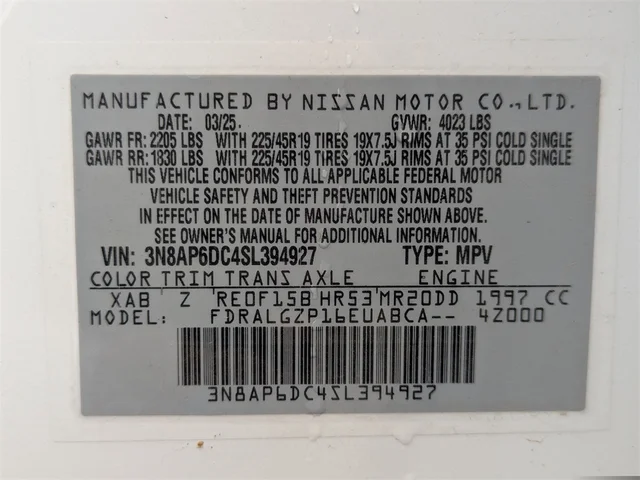 MANUFACTURED BY NISSAN MOTOR CO., LTD.
DATE: 03/25. GVWR: 4023 LBS
GAWR FR: 2205 LBS WITH 225/45R19 TIRES 19X7.5J RIMS AT 35 PSI COLD SINGLE
GAWR RR: 1830 LBS WITH 225/45R19 TIRES 19X7.5J RIMS AT 35 PSI COLD SINGLE
THIS VEHICLE CONFORMS TO ALL APPLICABLE FEDERAL MOTOR
VEHICLE SAFETY AND THEFT PREVENTION STANDARDS
IN EFFECT ON THE DATE OF MANUFACTURE SHOWN ABOVE.
SEE OWNER'S MANUAL FOR ADDITIONAL INFORMATION.
VIN: 3N8AP6DC4SL394927 TYPE: MPV
COLOR TRIM TRANS AXLE ENGINE
XAB Z RE0F15B HR53 MR20DD 1997 CC
MODEL: FDRALGZP16EUABCA-- 4Z000
3N8AP6DC4SL394927